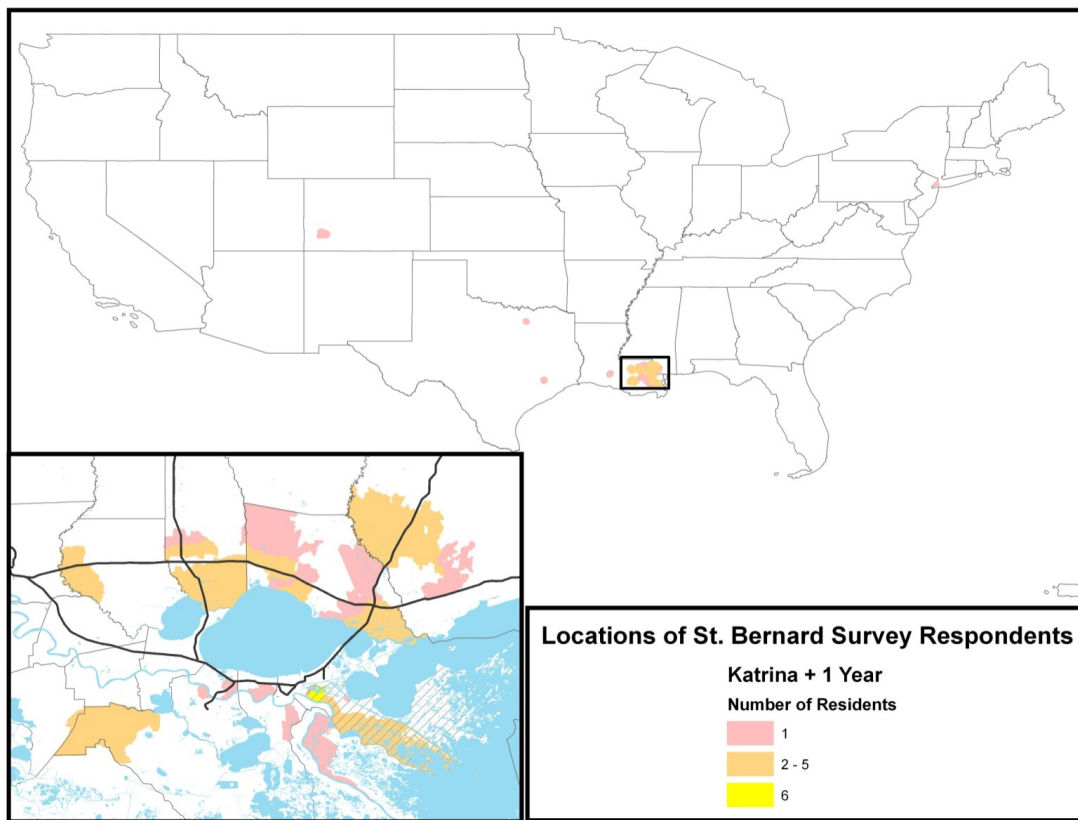 Locations of St. Bernard Survey Respondents
Katrina + 1 Year
Number of Residents
1
2 - 5
6